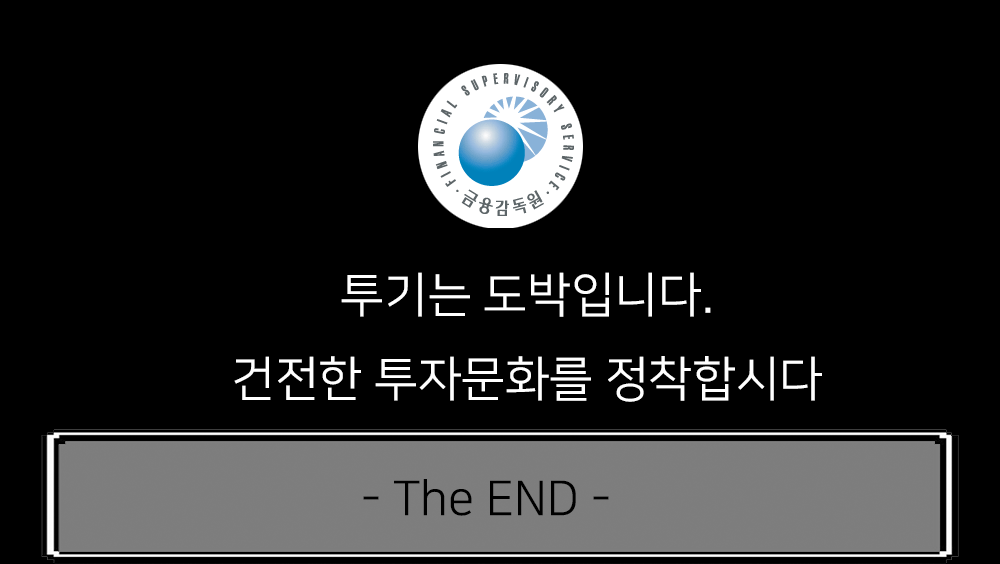 FINANCIAL SUPERVISORY SERVICE
·금융감독원·
투기는 도박입니다.
건전한 투자문화를 정착합시다
- The END -